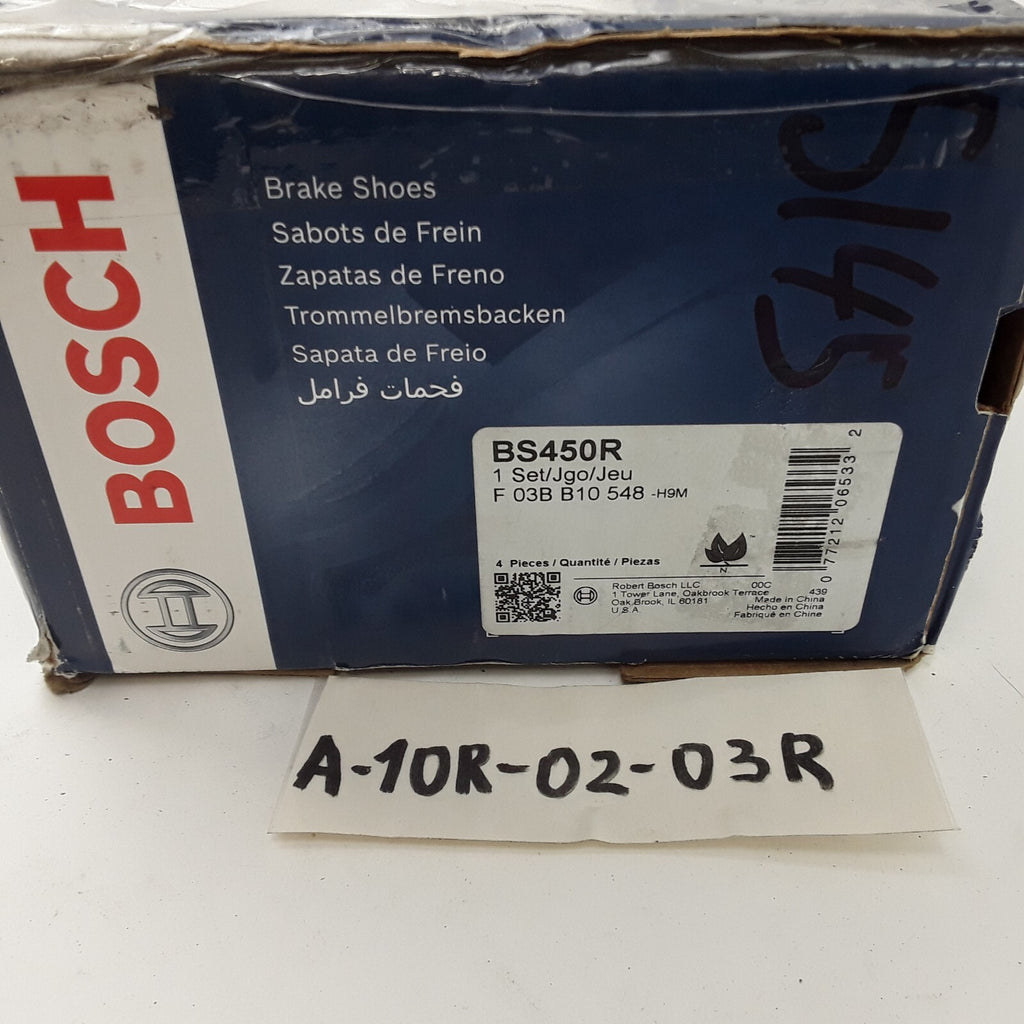 BOSCH
Brake Shoes
Sabots de Frein
Zapatas de Freno
Trommelbremsbacken
Sapata de Freio
فحمات فرامل
BS450R
1 Set/Jgo/Jeu
F 03B B10 548 -H9M
4 Pieces / Quantité / Piezas
Robert Bosch LLC 00C
1 Tower Lane, Oakbrook Terrace 439
Oak Brook, IL 60181 Made in China
U.S.A. Hecho en China
Fabriqué en Chine
0 77212 06533 2
A-10R-02-03R